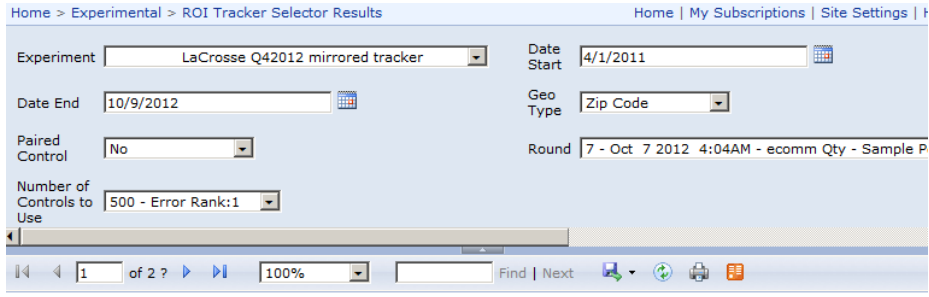 Home > Experimental > ROI Tracker Selector Results
Home | My Subscriptions | Site Settings |
Experiment LaCrosse Q42012 mirrored tracker
Date Start 4/1/2011
Date End 10/9/2012
Geo Type Zip Code
Paired Control No
Round 7 - Oct 7 2012 4:04AM - ecomm Qty - Sample
Number of Controls to Use 500 - Error Rank:1
1 of 2 ? 100% Find | Next